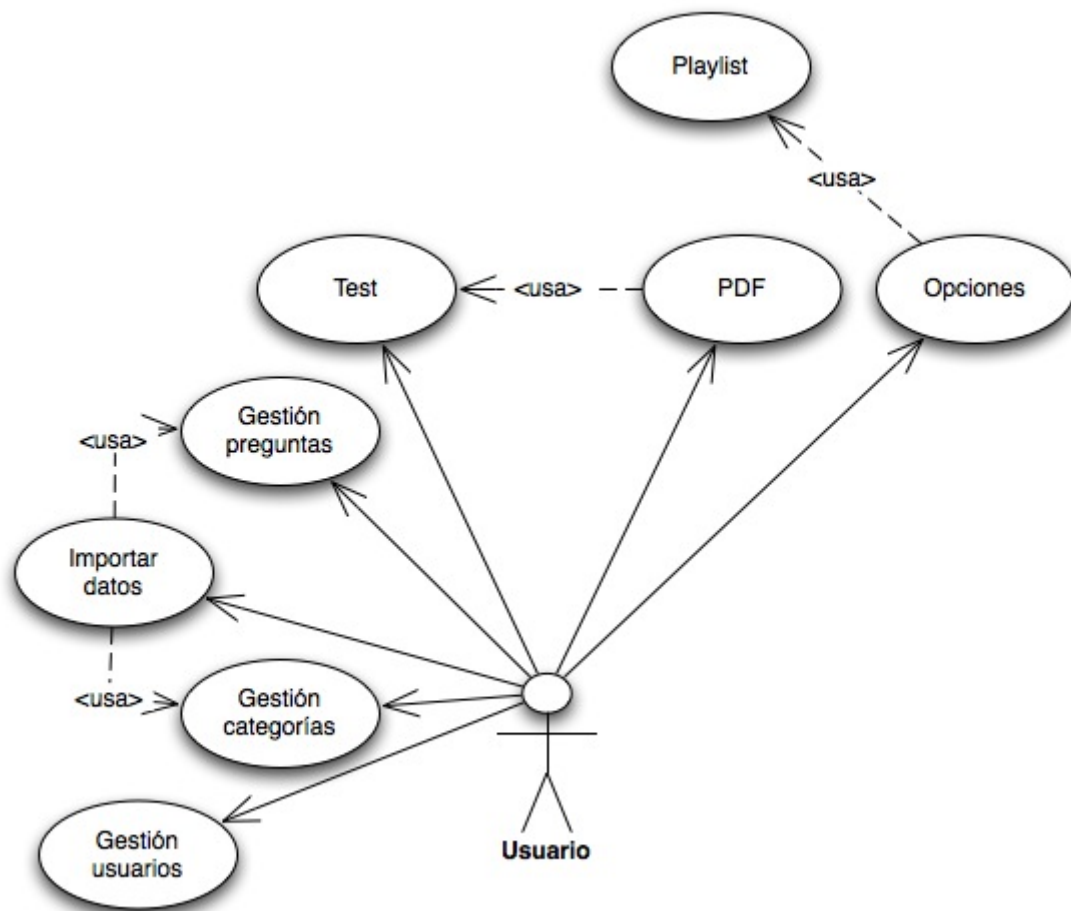 Playlist
<usa>
Test
<usa>
PDF
Opciones
Gestión
preguntas
<usa>
Importar
datos
<usa>
Gestión
categorías
Gestión
usuarios
Usuario